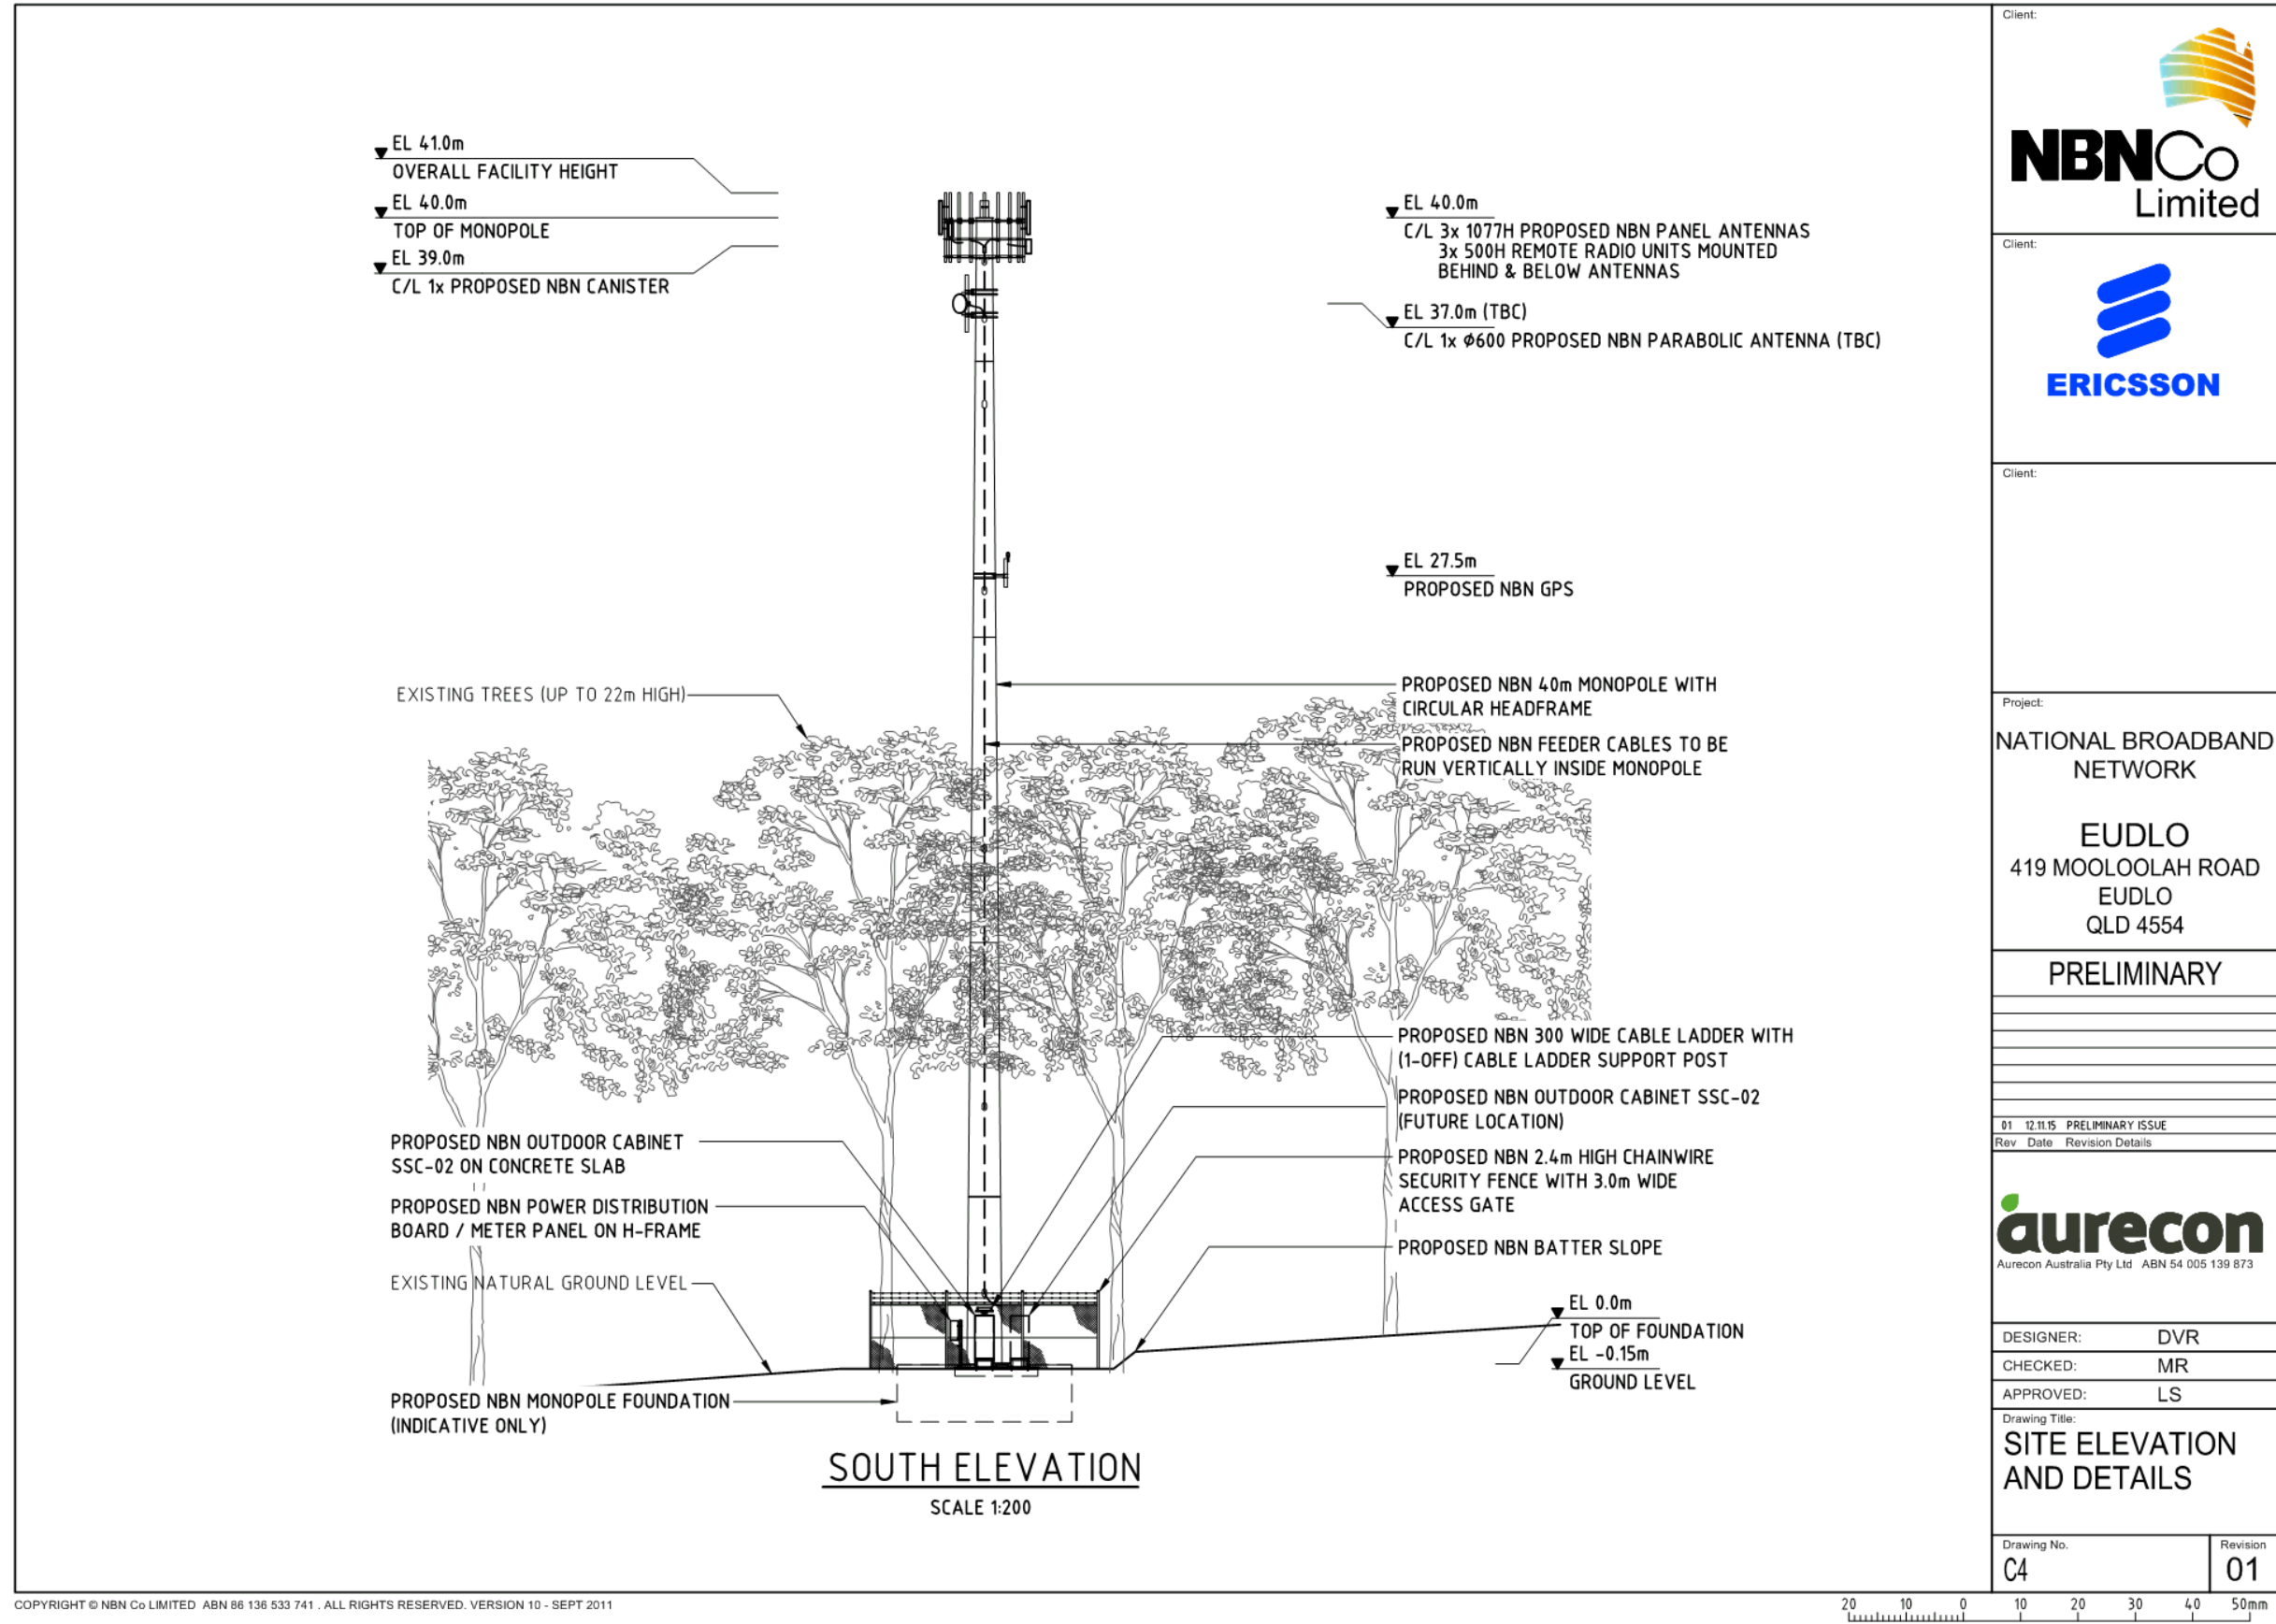 EL 41.0m
OVERALL FACILITY HEIGHT
EL 40.0m
TOP OF MONOPOLE
EL 39.0m
C/L 1x PROPOSED NBN CANISTER
EL 40.0m
C/L 3x 1077H PROPOSED NBN PANEL ANTENNAS
3x 500H REMOTE RADIO UNITS MOUNTED
BEHIND & BELOW ANTENNAS
EL 37.0m (TBC)
C/L 1x Ø600 PROPOSED NBN PARABOLIC ANTENNA (TBC)
EL 27.5m
PROPOSED NBN GPS
EXISTING TREES (UP TO 22m HIGH)
PROPOSED NBN 40m MONOPOLE WITH
CIRCULAR HEADFRAME
PROPOSED NBN FEEDER CABLES TO BE
RUN VERTICALLY INSIDE MONOPOLE
PROPOSED NBN 300 WIDE CABLE LADDER WITH
(1-OFF) CABLE LADDER SUPPORT POST
PROPOSED NBN OUTDOOR CABINET SSC-02
(FUTURE LOCATION)
PROPOSED NBN 2.4m HIGH CHAINWIRE
SECURITY FENCE WITH 3.0m WIDE
ACCESS GATE
PROPOSED NBN BATTER SLOPE
PROPOSED NBN OUTDOOR CABINET
SSC-02 ON CONCRETE SLAB
PROPOSED NBN POWER DISTRIBUTION
BOARD / METER PANEL ON H-FRAME
EXISTING NATURAL GROUND LEVEL
PROPOSED NBN MONOPOLE FOUNDATION
(INDICATIVE ONLY)
EL 0.0m
TOP OF FOUNDATION
EL -0.15m
GROUND LEVEL
SOUTH ELEVATION
SCALE 1:200
Client:
NBNCo
Limited
Client:
ERICSSON
Client:
Project:
NATIONAL BROADBAND
NETWORK
EUDLO
419 MOOLOOLAH ROAD
EUDLO
QLD 4554
PRELIMINARY
01 12.11.15 PRELIMINARY ISSUE
Rev Date Revision Details
aurecon
Aurecon Australia Pty Ltd ABN 54 005 139 873
DESIGNER: DVR
CHECKED: MR
APPROVED: LS
Drawing Title:
SITE ELEVATION
AND DETAILS
Drawing No.
C4
Revision
01
COPYRIGHT © NBN Co LIMITED ABN 86 136 533 741 . ALL RIGHTS RESERVED. VERSION 10 - SEPT 2011
20 10 0 10 20 30 40 50mm